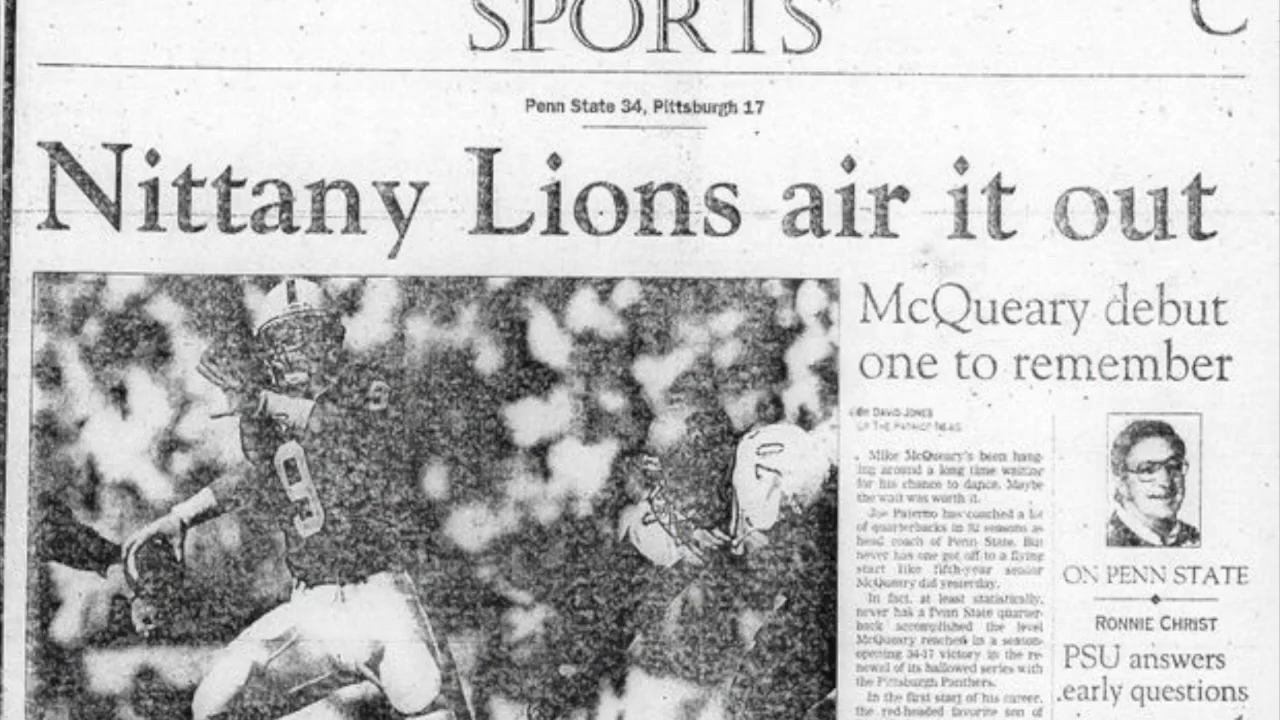 SPORTS
C
Penn State 34, Pittsburgh 17
Nittany Lions air it out
McQueary debut
one to remember
BY DAVID JONES
OF THE PATRIOT-NEWS
Mike McQueary's been hang-
ing around a long time waiting
for his chance to dance. Maybe
the wait was worth it.
Joe Paterno has coached a lot
of quarterbacks in 32 seasons as
head coach of Penn State. But
never has one got off to a flying
start like fifth-year senior
McQueary did yesterday.
In fact, at least statistically,
never has a Penn State quarter-
back accomplished the level
McQueary reached in a season-
opening 34-17 victory in the re-
newal of its hallowed series with
the Pittsburgh Panthers.
In the first start of his career,
the red-headed favorite son of
ON PENN STATE
RONNIE CHRIST
PSU answers
early questions
9
70